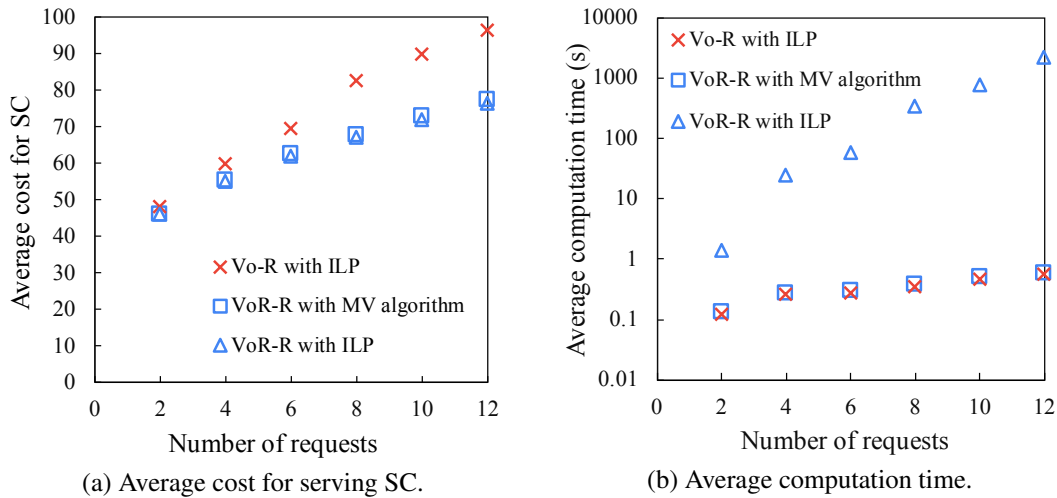 100
90
80
70
60
50
40
30
20
10
0
Average cost for SC
Vo-R with ILP
VoR-R with MV algorithm
VoR-R with ILP
0 2 4 6 8 10 12
Number of requests
(a) Average cost for serving SC.
10000
1000
100
10
1
0.1
0.01
Average computation time (s)
Vo-R with ILP
VoR-R with MV algorithm
VoR-R with ILP
0 2 4 6 8 10 12
Number of requests
(b) Average computation time.